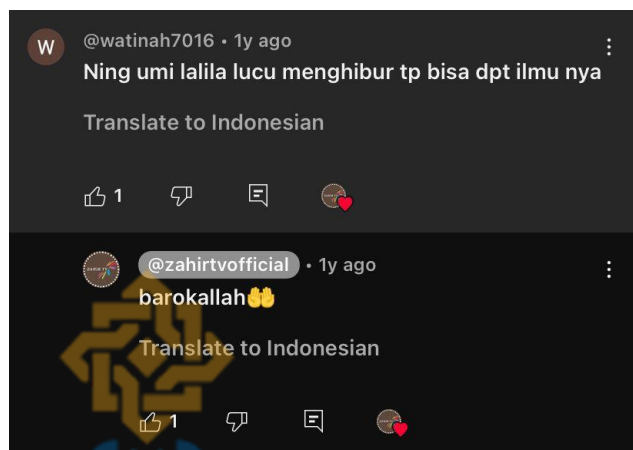 W
@watinah7016 • 1y ago
Ning umi lalila lucu menghibur tp bisa dpt ilmu nya
Translate to Indonesian
1
@zahirtvofficial • 1y ago
barokallah🤲
Translate to Indonesian
1